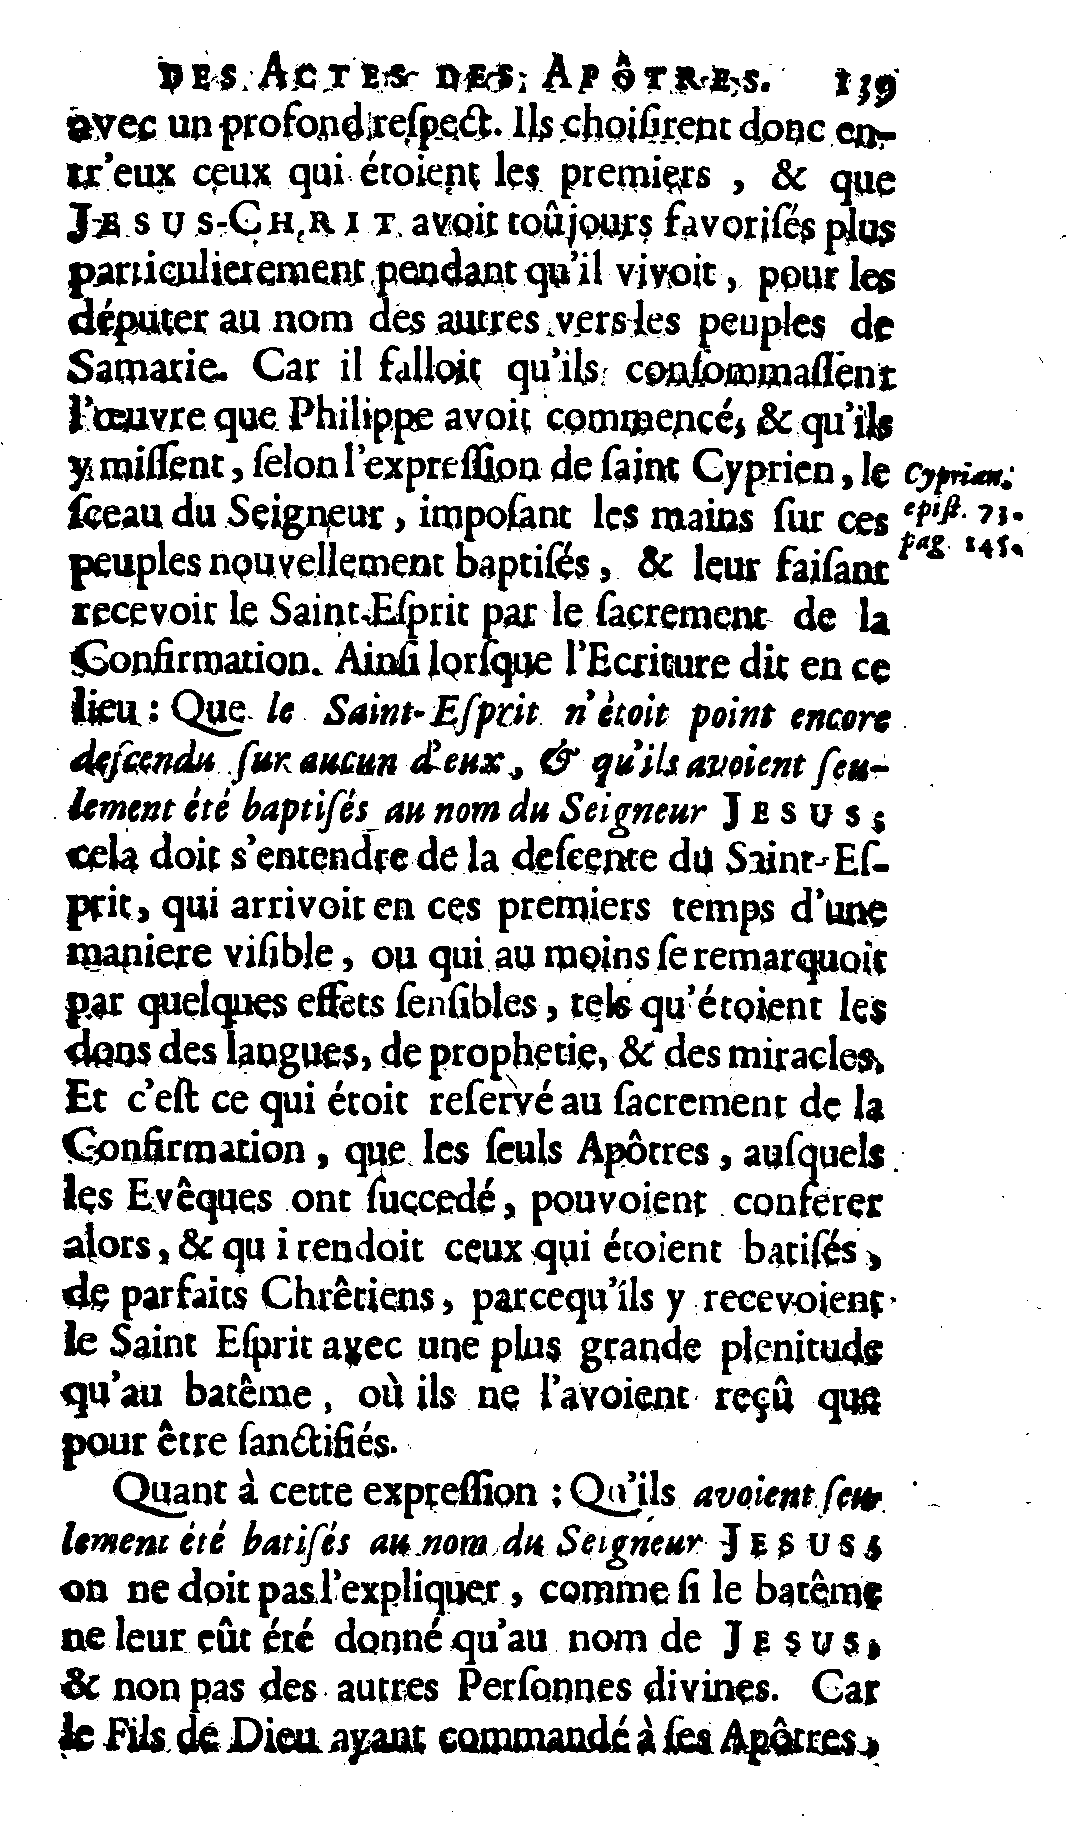 DES ACTES DES APÔTRES. 139
avec un profond reſpect. Ils choiſirent donc en-
tr'eux ceux qui étoient les premiers, & que
JESUS-CHRIT avoit toûjours favoriſés plus
particulierement pendant qu'il vivoit, pour les
députer au nom des autres vers les peuples de
Samarie. Car il falloit qu'ils conſommaſſent
l'œuvre que Philippe avoit commencé, & qu'ils
y miſſent, ſelon l'expreſſion de ſaint Cyprien, le
Cyprian.
ſceau du Seigneur, impoſant les mains ſur ces
epiſt. 73.
peuples nouvellement baptiſés, & leur faiſant
pag. 145.
recevoir le Saint-Eſprit par le ſacrement de la
Confirmation. Ainſi lorſque l'Ecriture dit en ce
lieu : Que le Saint-Eſprit n'étoit point encore
deſcendu ſur aucun d'eux, & qu'ils avoient ſeu-
lement été baptiſés au nom du Seigneur JESUS;
cela doit s'entendre de la deſcente du Saint-Eſ-
prit, qui arrivoit en ces premiers temps d'une
maniere viſible, ou qui au moins ſe remarquoit
par quelques effets ſenſibles, tels qu'étoient les
dons des langues, de prophetie, & des miracles.
Et c'eſt ce qui étoit reſervé au ſacrement de la
Confirmation, que les ſeuls Apôtres, auſquels
les Evêques ont ſuccedé, pouvoient conferer
alors, & qu i rendoit ceux qui étoient batiſés,
de parfaits Chrêtiens, parcequ'ils y recevoient
le Saint Eſprit avec une plus grande plenitude
qu'au batême, où ils ne l'avoient reçû que
pour être ſanctifiés.
Quant à cette expreſſion : Qu'ils avoient ſeu
lement été batiſés au nom du Seigneur JESUS,
on ne doit pas l'expliquer, comme ſi le batême
ne leur eût été donné qu'au nom de JESUS,
& non pas des autres Perſonnes divines. Car
le Fils de Dieu ayant commandé à ſes Apôtres,